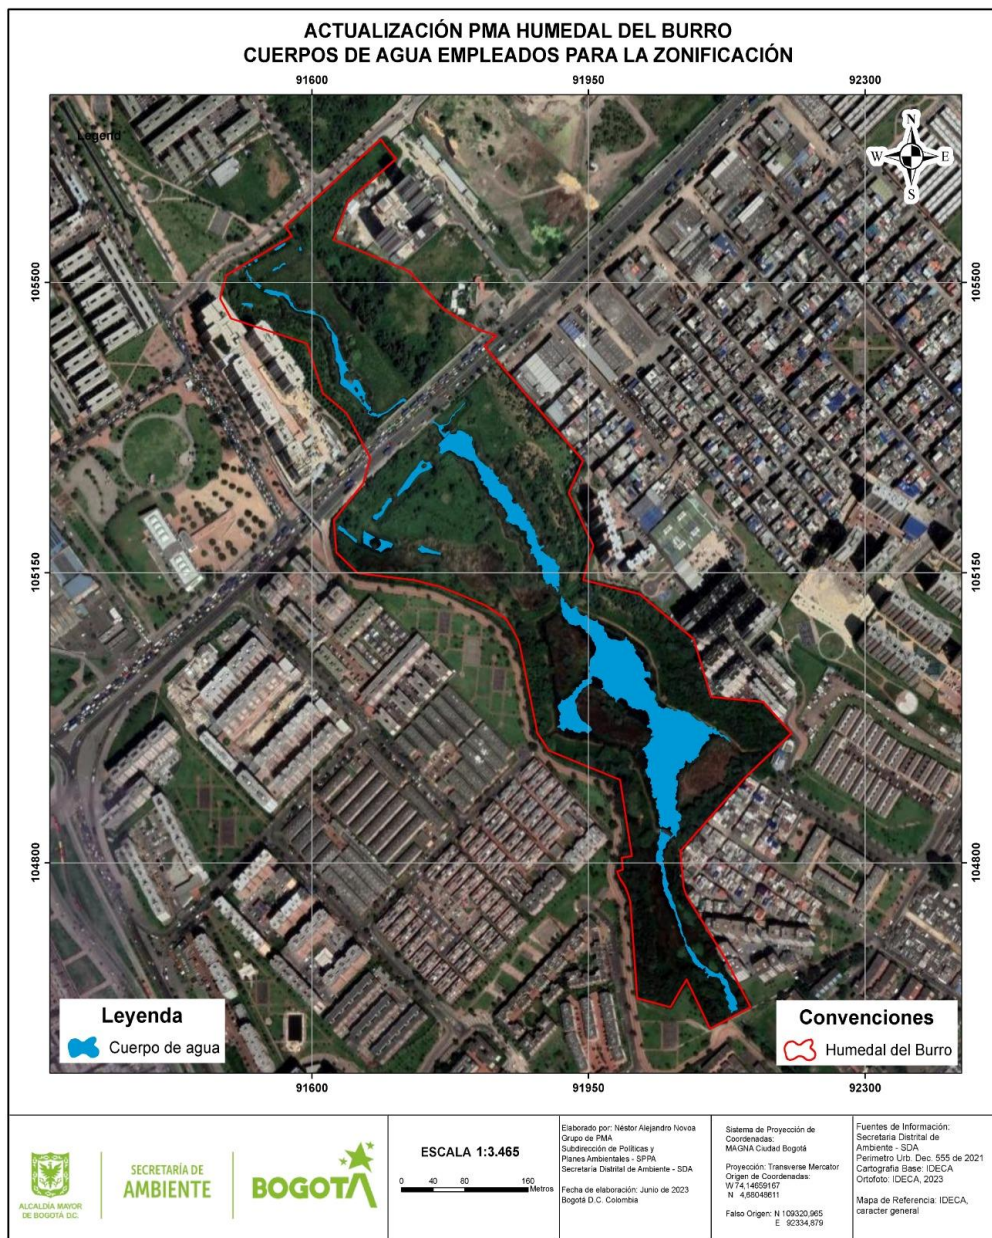 ACTUALIZACIÓN PMA HUMEDAL DEL BURRO
CUERPOS DE AGUA EMPLEADOS PARA LA ZONIFICACIÓN
91600
91950
92300
Legend
N
W
E
S
105500
105500
105150
105150
104800
104800
Leyenda
Cuerpo de agua
Convenciones
Humedal del Burro
91600
91950
92300
ALCALDÍA MAYOR
DE BOGOTÁ D.C.
SECRETARÍA DE
AMBIENTE
BOGOTÁ
ESCALA 1:3.465
0 40 80 160
Metros
Elaborado por: Néstor Alejandro Novoa
Grupo de PMA
Subdirección de Políticas y
Planes Ambientales - SPPA
Secretaría Distrital de Ambiente - SDA
Fecha de elaboración: Junio de 2023
Bogotá D.C. Colombia
Sistema de Proyección de
Coordenadas:
MAGNA Ciudad Bogotá
Proyección: Transverse Mercator
Origen de Coordenadas:
W 74,14659167
N 4,68048611
Falso Origen: N 109320,965
E 92334,879
Fuentes de Información:
Secretaria Distrital de
Ambiente - SDA
Perimetro Urb. Dec. 555 de 2021
Cartografia Base: IDECA
Ortofoto: IDECA, 2023
Mapa de Referencia: IDECA,
caracter general